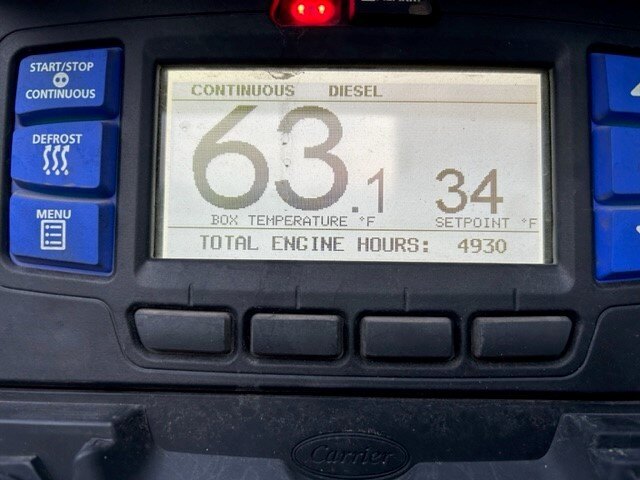 START/STOP
CONTINUOUS
DEFROST
MENU
CONTINUOUS DIESEL
63.1 34
BOX TEMPERATURE °F SETPOINT °F
TOTAL ENGINE HOURS: 4930
Carrier